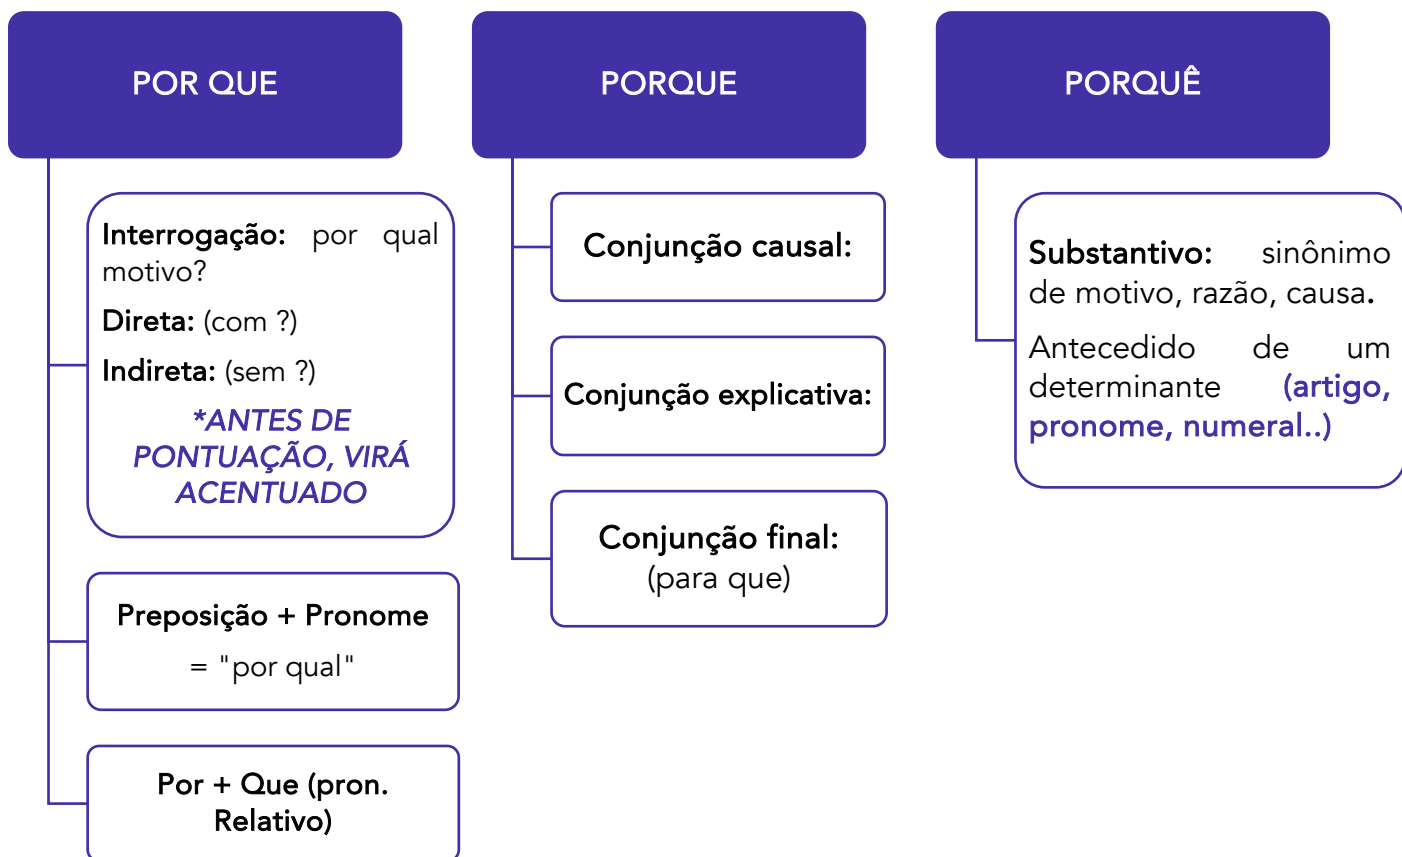 POR QUE
Interrogação: por qual
motivo?
Direta: (com ?)
Indireta: (sem ?)
*ANTES DE
PONTUAÇÃO, VIRÁ
ACENTUADO
Preposição + Pronome
= "por qual"
Por + Que (pron.
Relativo)
PORQUE
Conjunção causal:
Conjunção explicativa:
Conjunção final:
(para que)
PORQUÊ
Substantivo: sinônimo
de motivo, razão, causa.
Antecedido de um
determinante (artigo,
pronome, numeral..)